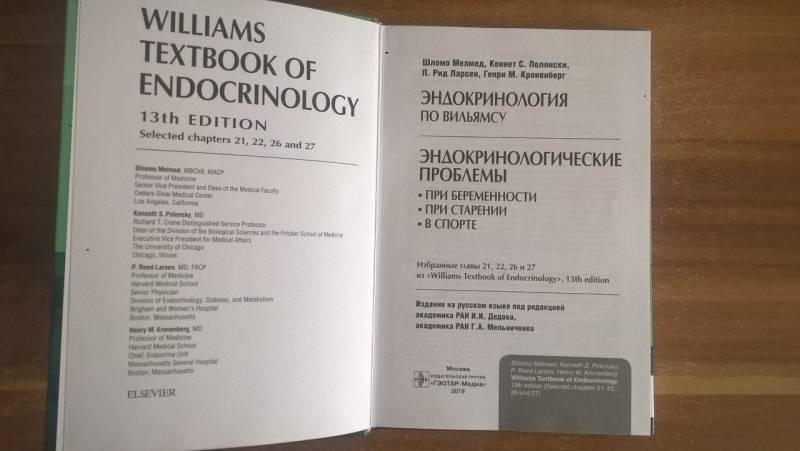 WILLIAMS
TEXTBOOK OF
ENDOCRINOLOGY
13th EDITION
Selected chapters 21, 22, 26 and 27
Shlomo Melmed, MBChB, MACP
Professor of Medicine
Senior Vice President and Dean of the Medical Faculty
Cedars-Sinai Medical Center
Los Angeles, California
Kenneth S. Polonsky, MD
Richard T. Crane Distinguished Service Professor
Dean of the Division of the Biological Sciences and the Pritzker School of Medicine
Executive Vice President for Medical Affairs
The University of Chicago
Chicago, Illinois
P. Reed Larsen, MD, FRCP
Professor of Medicine
Harvard Medical School
Senior Physician
Division of Endocrinology, Diabetes, and Metabolism
Brigham and Women's Hospital
Boston, Massachusetts
Henry M. Kronenberg, MD
Professor of Medicine
Harvard Medical School
Chief, Endocrine Unit
Massachusetts General Hospital
Boston, Massachusetts
ELSEVIER
Шломо Мелмед, Кеннет С. Полонски,
П. Рид Ларсен, Генри М. Кроненберг
ЭНДОКРИНОЛОГИЯ
ПО ВИЛЬЯМСУ
ЭНДОКРИНОЛОГИЧЕСКИЕ
ПРОБЛЕМЫ
• ПРИ БЕРЕМЕННОСТИ
• ПРИ СТАРЕНИИ
• В СПОРТЕ
Избранные главы 21, 22, 26 и 27
из «Williams Textbook of Endocrinology», 13th edition
Издание на русском языке под редакцией
академика РАН И.И. Дедова,
академика РАН Г.А. Мельниченко
Москва
ИЗДАТЕЛЬСКАЯ ГРУППА
«ГЭОТАР-Медиа»
2019
Shlomo Melmed, Kenneth S. Polonsky,
P. Reed Larsen, Henry M. Kronenberg
Williams Textbook of Endocrinology,
13th edition (Selected chapters 21, 22,
26 and 27)